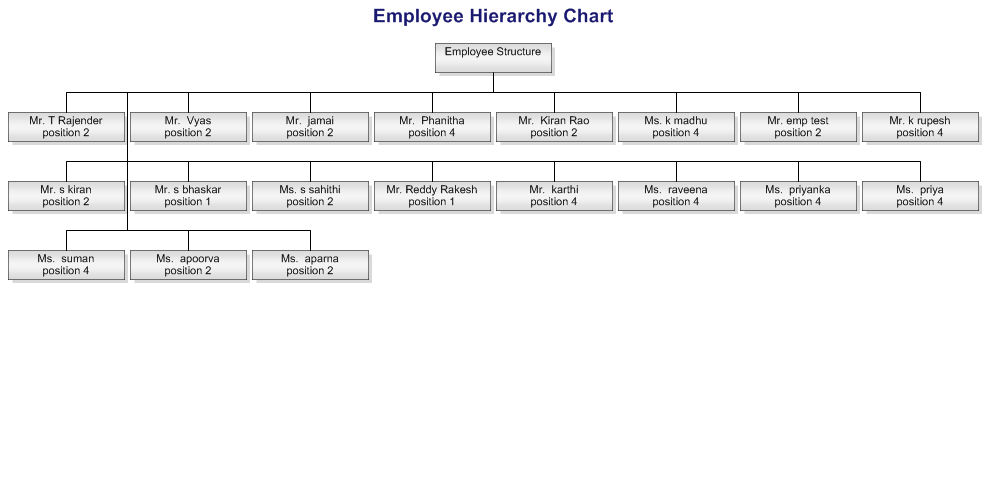 Employee Hierarchy Chart
Employee Structure
Mr. T Rajender
position 2
Mr. Vyas
position 2
Mr. jamai
position 2
Mr. Phanitha
position 4
Mr. Kiran Rao
position 2
Ms. k madhu
position 4
Mr. emp test
position 2
Mr. k rupesh
position 4
Mr. s kiran
position 2
Mr. s bhaskar
position 1
Ms. s sahithi
position 2
Mr. Reddy Rakesh
position 1
Mr. karthi
position 4
Ms. raveena
position 4
Ms. priyanka
position 4
Ms. priya
position 4
Ms. suman
position 4
Ms. apoorva
position 2
Ms. aparna
position 2